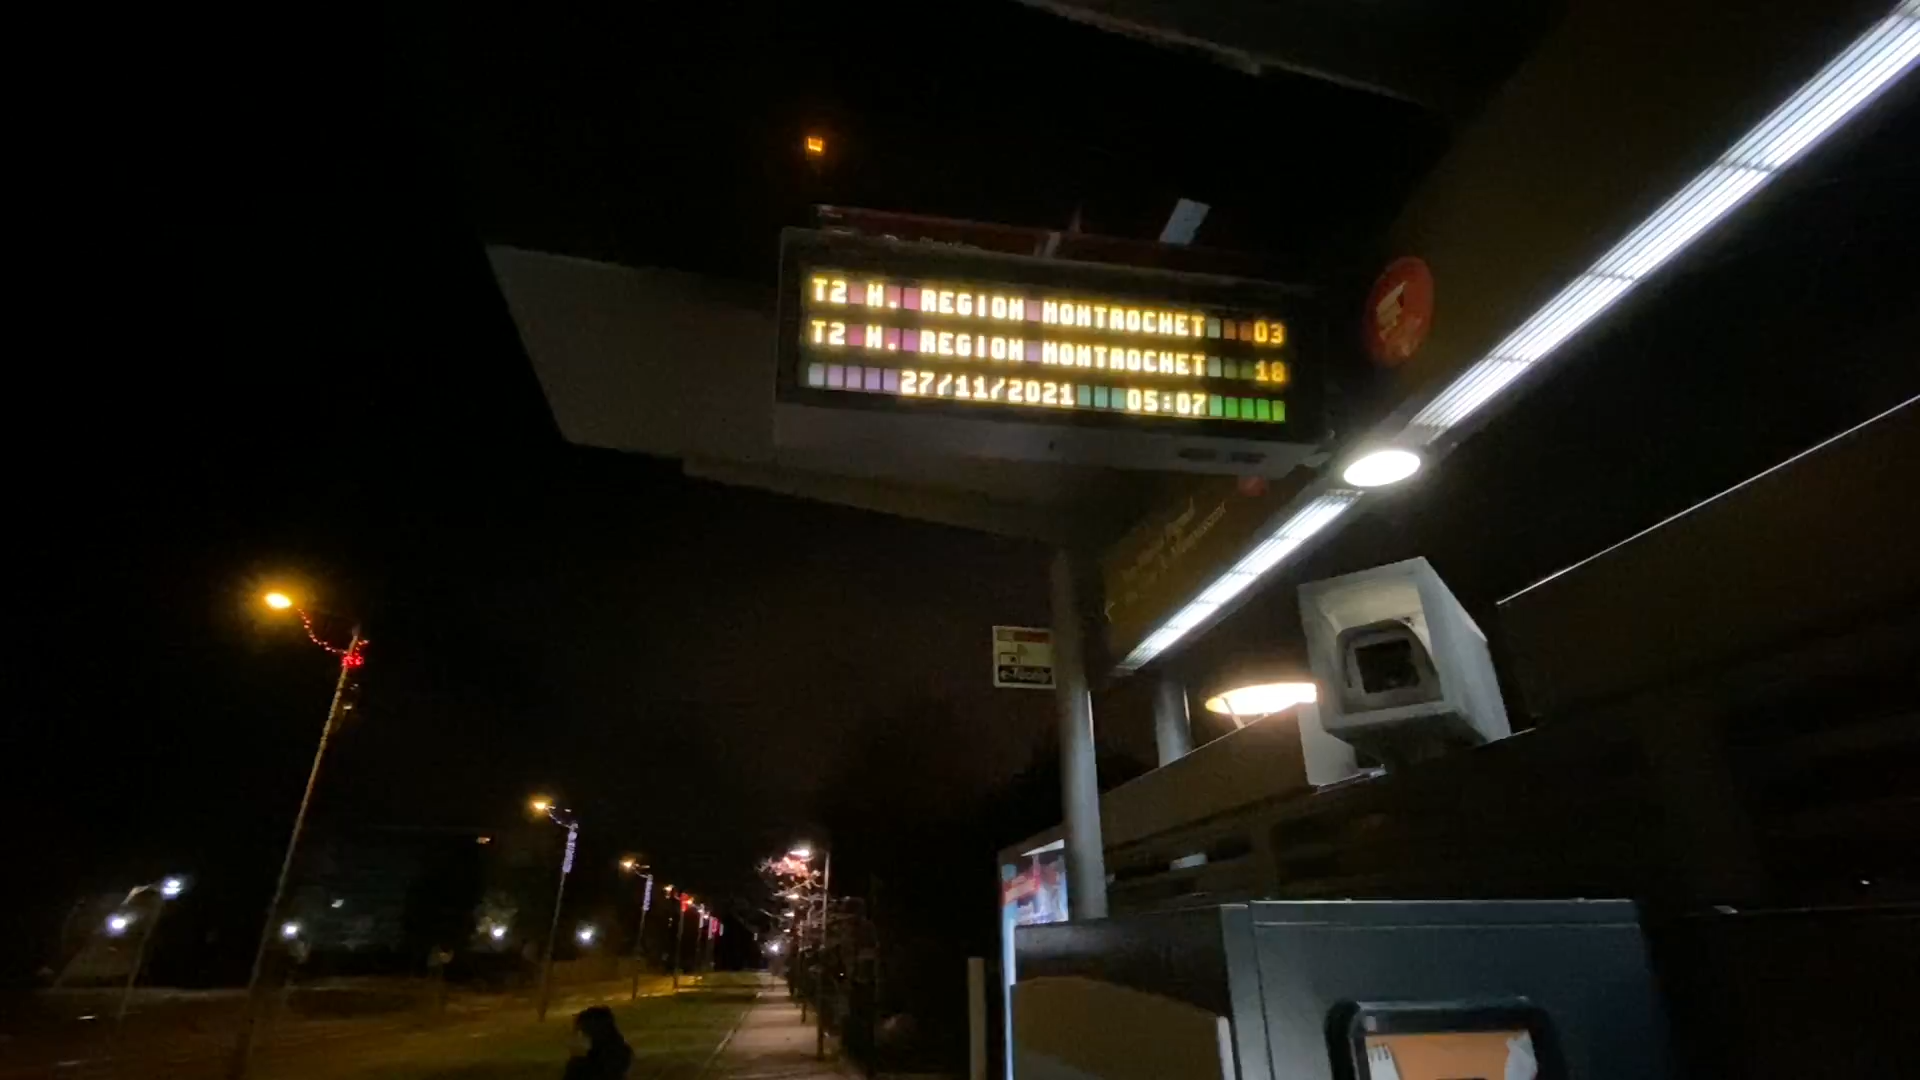 T2 H. REGION MONTROCHET 03
T2 H. REGION MONTROCHET 18
27/11/2021 05:07